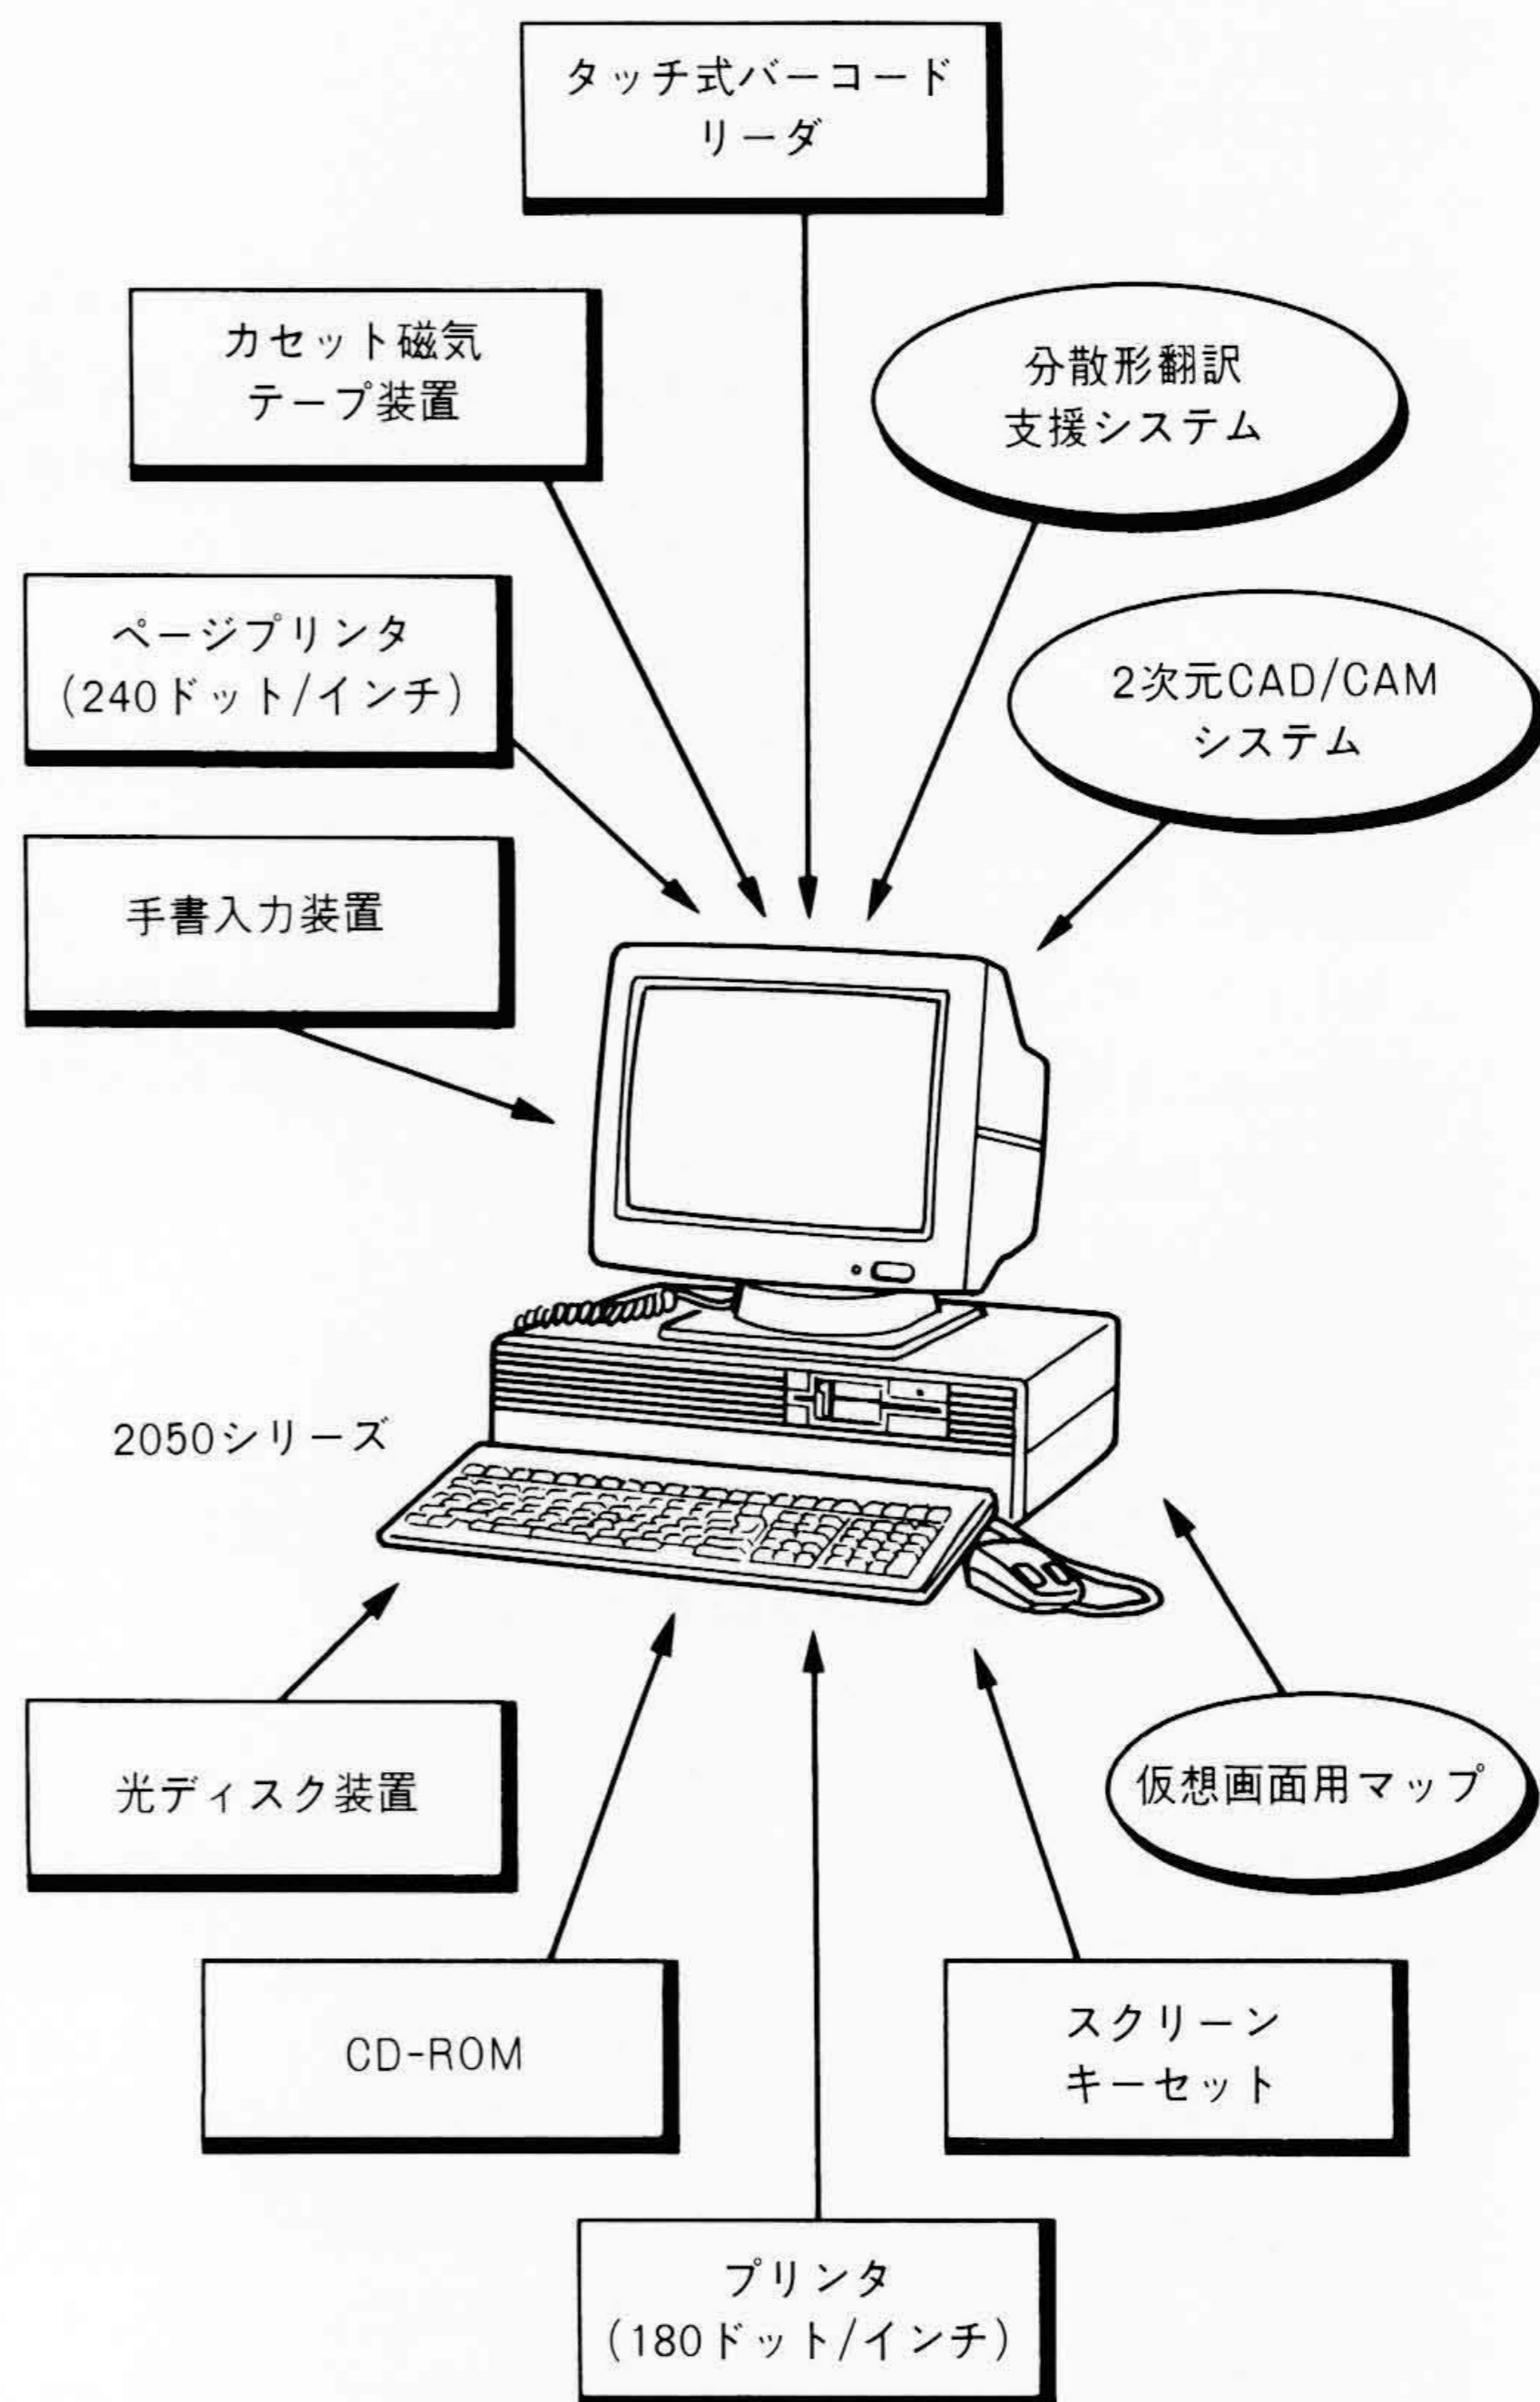 タッチ式バーコード
リーダ
カセット磁気
テープ装置
分散形翻訳
支援システム
ページプリンタ
(240ドット/インチ)
2次元CAD/CAM
システム
手書入力装置
2050シリーズ
光ディスク装置
仮想画面用マップ
CD-ROM
スクリーン
キーセット
プリンタ
(180ドット/インチ)